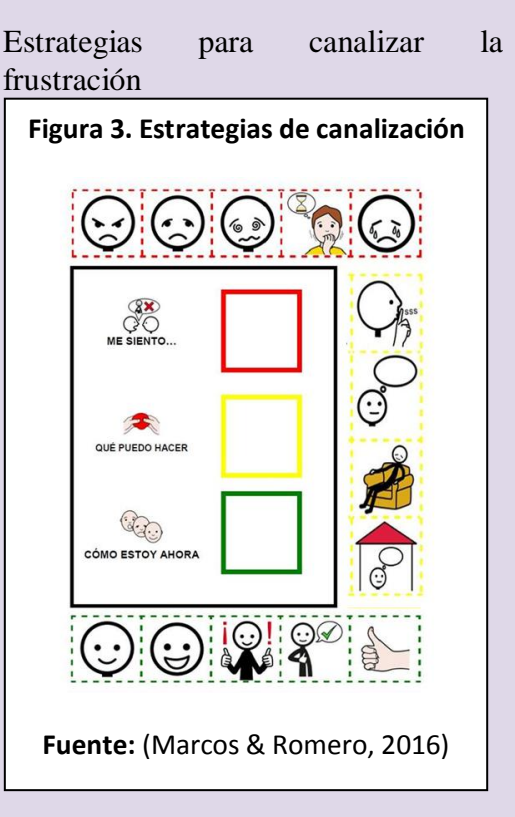 Estrategias para canalizar la
frustración
Figura 3. Estrategias de canalización
ME SIENTO...
sss
QUÉ PUEDO HACER
CÓMO ESTOY AHORA
Fuente: (Marcos & Romero, 2016)